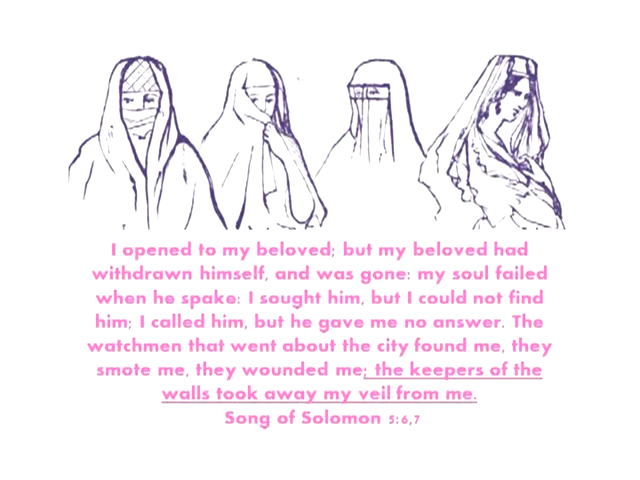 I opened to my beloved; but my beloved had
withdrawn himself, and was gone: my soul failed
when he spake: I sought him, but I could not find
him; I called him, but he gave me no answer. The
watchmen that went about the city found me, they
smote me, they wounded me; the keepers of the
walls took away my veil from me.
Song of Solomon 5:6,7